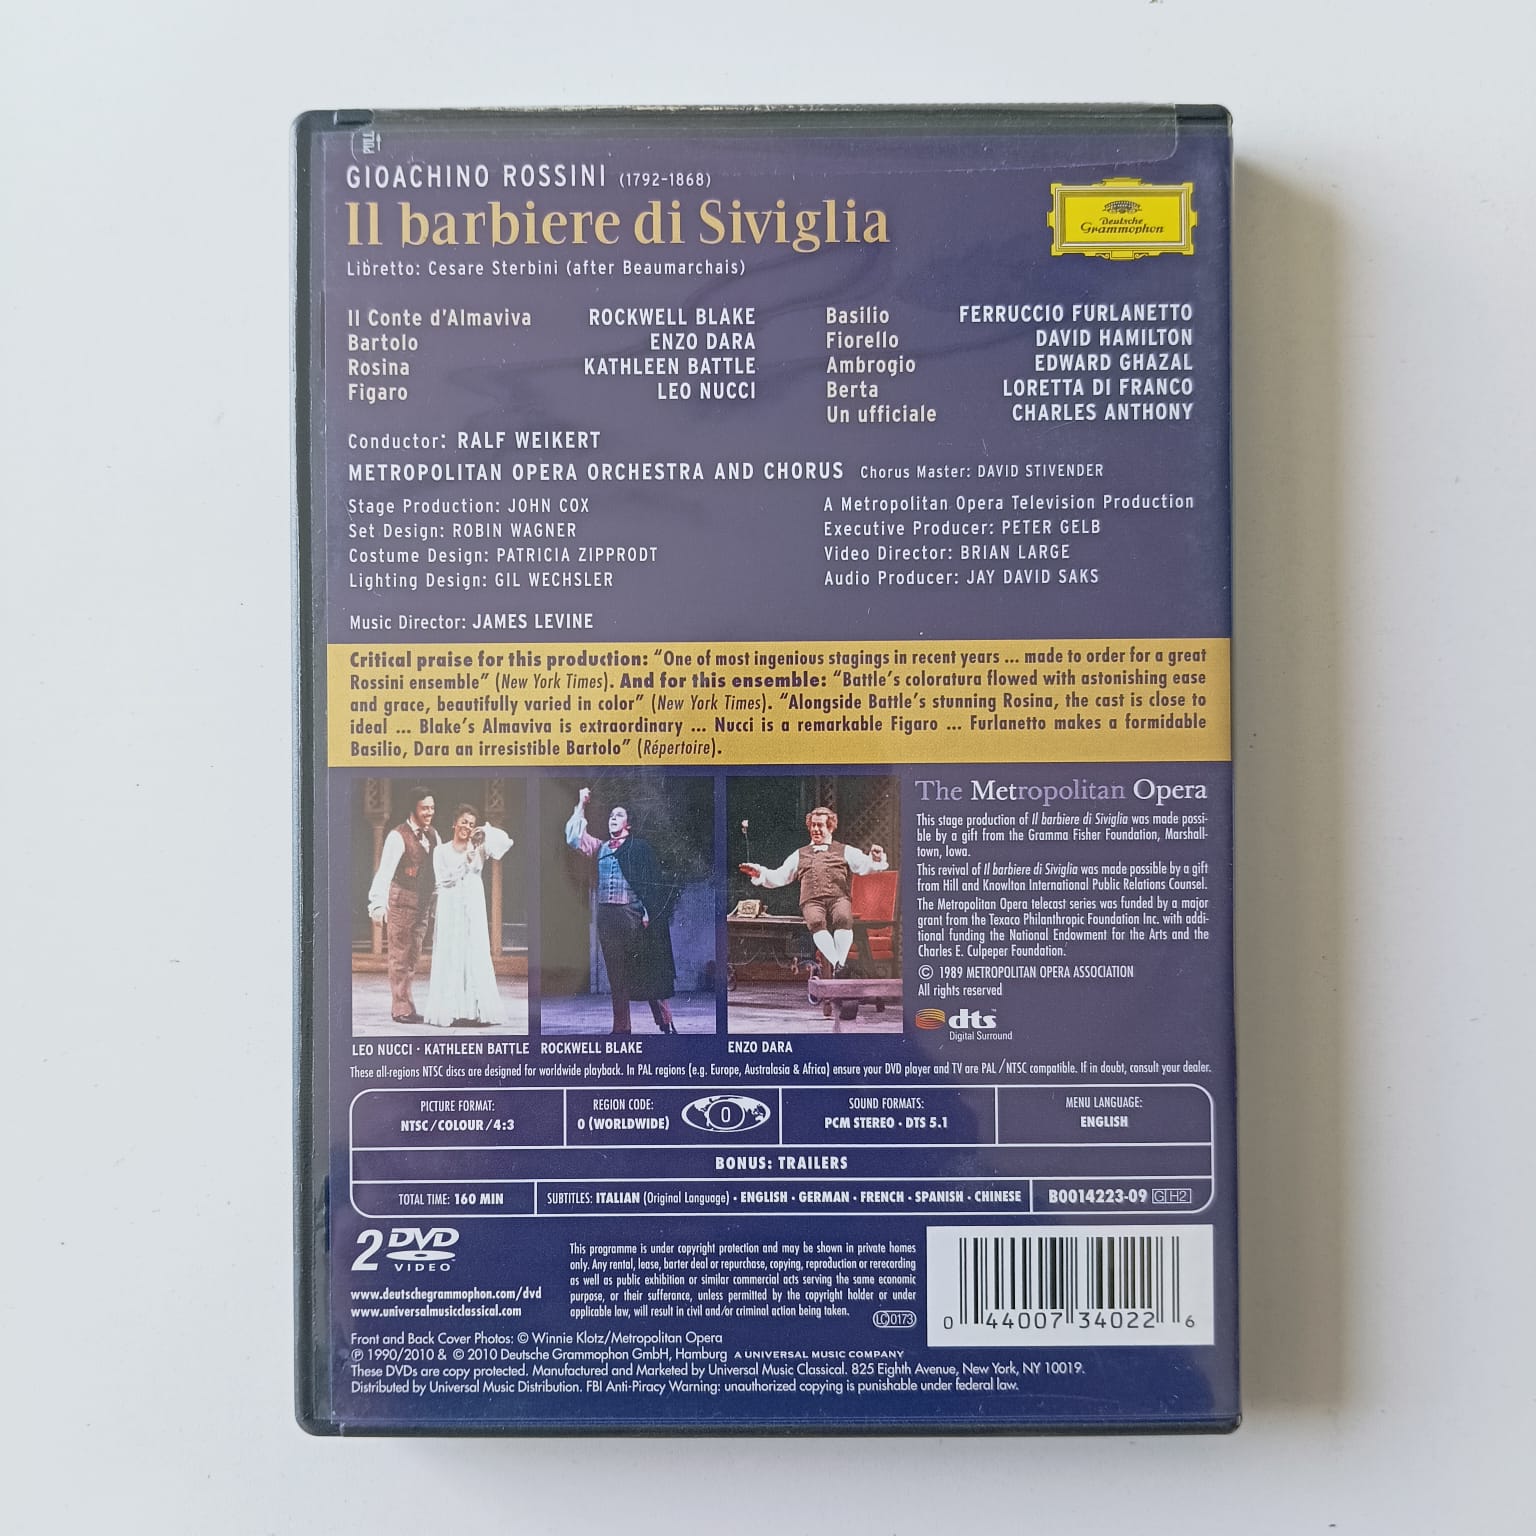 PULL
GIOACHINO ROSSINI (1792-1868)
Il barbiere di Siviglia
Libretto: Cesare Sterbini (after Beaumarchais)
Deutsche
Grammophon
Il Conte d'Almaviva ROCKWELL BLAKE
Bartolo ENZO DARA
Rosina KATHLEEN BATTLE
Figaro LEO NUCCI
Basilio FERRUCCIO FURLANETTO
Fiorello DAVID HAMILTON
Ambrogio EDWARD GHAZAL
Berta LORETTA DI FRANCO
Un ufficiale CHARLES ANTHONY
Conductor: RALF WEIKERT
METROPOLITAN OPERA ORCHESTRA AND CHORUS Chorus Master: DAVID STIVENDER
Stage Production: JOHN COX
Set Design: ROBIN WAGNER
Costume Design: PATRICIA ZIPPRODT
Lighting Design: GIL WECHSLER
A Metropolitan Opera Television Production
Executive Producer: PETER GELB
Video Director: BRIAN LARGE
Audio Producer: JAY DAVID SAKS
Music Director: JAMES LEVINE
Critical praise for this production: “One of most ingenious stagings in recent years ... made to order for a great
Rossini ensemble” (New York Times). And for this ensemble: “Battle’s coloratura flowed with astonishing ease
and grace, beautifully varied in color” (New York Times). “Alongside Battle’s stunning Rosina, the cast is close to
ideal ... Blake’s Almaviva is extraordinary ... Nucci is a remarkable Figaro ... Furlanetto makes a formidable
Basilio, Dara an irresistible Bartolo” (Répertoire).
LEO NUCCI · KATHLEEN BATTLE
ROCKWELL BLAKE
ENZO DARA
The Metropolitan Opera
This stage production of Il barbiere di Siviglia was made possi-
ble by a gift from the Gramma Fisher Foundation, Marshall-
town, Iowa.
This revival of Il barbiere di Siviglia was made possible by a gift
from Hill and Knowlton International Public Relations Counsel.
The Metropolitan Opera telecast series was funded by a major
grant from the Texaco Philanthropic Foundation Inc. with addi-
tional funding the National Endowment for the Arts and the
Charles E. Culpeper Foundation.
© 1989 METROPOLITAN OPERA ASSOCIATION
All rights reserved
dts
Digital Surround
These all-regions NTSC discs are designed for worldwide playback. In PAL regions (e.g. Europe, Australasia & Africa) ensure your DVD player and TV are PAL/NTSC compatible. If in doubt, consult your dealer.
PICTURE FORMAT:
NTSC/COLOUR/4:3
REGION CODE:
0 (WORLDWIDE)
0
SOUND FORMATS:
PCM STEREO · DTS 5.1
MENU LANGUAGE:
ENGLISH
BONUS: TRAILERS
TOTAL TIME: 160 MIN
SUBTITLES: ITALIAN (Original Language) · ENGLISH · GERMAN · FRENCH · SPANISH · CHINESE
B0014223-09 G H2
2 DVD
VIDEO
www.deutschegrammophon.com/dvd
www.universalmusicclassical.com
This programme is under copyright protection and may be shown in private homes
only. Any rental, lease, barter deal or repurchase, copying, reproduction or rerecording
as well as public exhibition or similar commercial acts serving the same economic
purpose, or their sufferance, unless permitted by the copyright holder or under
applicable law, will result in civil and/or criminal action being taken.
LC 0173
0 44007 34022 6
Front and Back Cover Photos: © Winnie Klotz/Metropolitan Opera
℗ 1990/2010 & © 2010 Deutsche Grammophon GmbH, Hamburg A UNIVERSAL MUSIC COMPANY
These DVDs are copy protected. Manufactured and Marketed by Universal Music Classical. 825 Eighth Avenue, New York, NY 10019.
Distributed by Universal Music Distribution. FBI Anti-Piracy Warning: unauthorized copying is punishable under federal law.